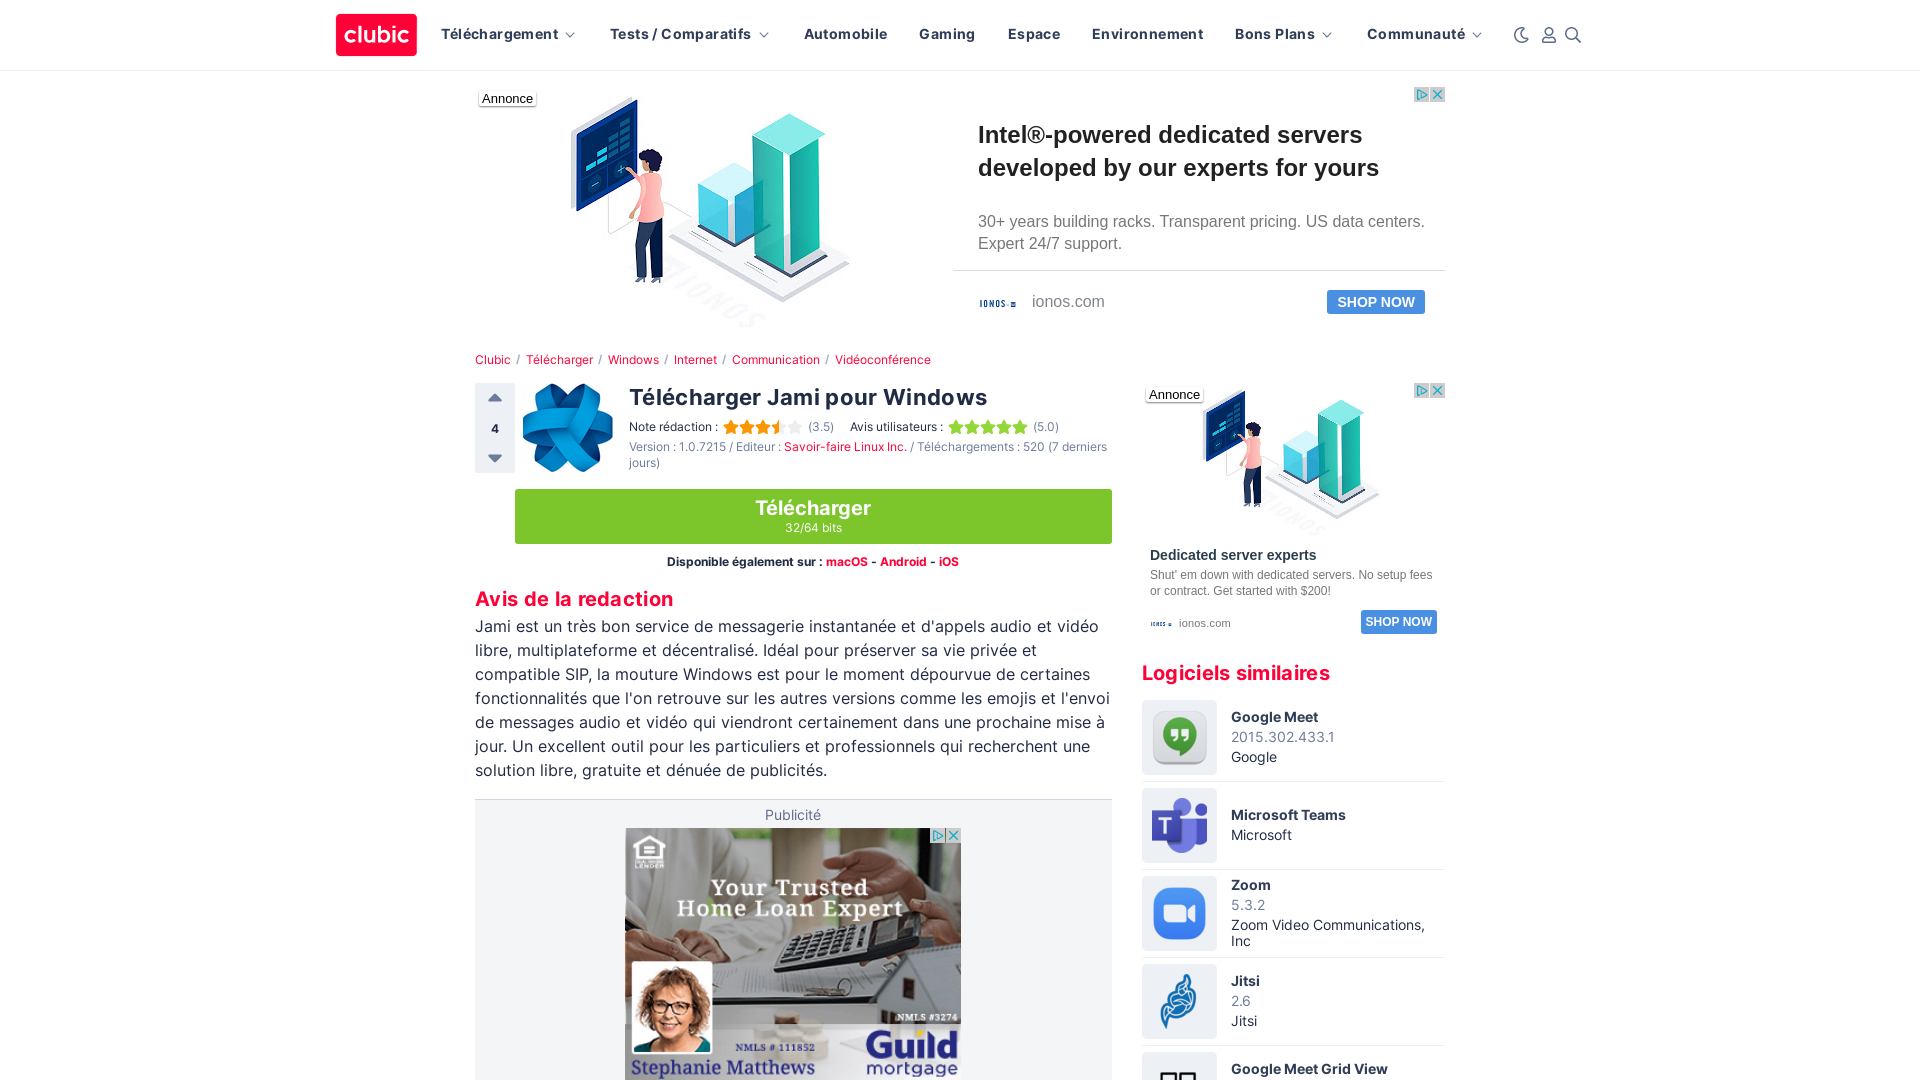 clubic
Téléchargement
Tests / Comparatifs
Automobile
Gaming
Espace
Environnement
Bons Plans
Communauté
Annonce
Intel®-powered dedicated servers
developed by our experts for yours
30+ years building racks. Transparent pricing. US data centers.
Expert 24/7 support.
IONOS
ionos.com
SHOP NOW
Clubic / Télécharger / Windows / Internet / Communication / Vidéoconférence
4
Télécharger Jami pour Windows
Note rédaction : (3.5) Avis utilisateurs : (5.0)
Version : 1.0.7215 / Editeur : Savoir-faire Linux Inc. / Téléchargements : 520 (7 derniers
jours)
Télécharger
32/64 bits
Disponible également sur : macOS - Android - iOS
Avis de la redaction
Jami est un très bon service de messagerie instantanée et d'appels audio et vidéo
libre, multiplateforme et décentralisé. Idéal pour préserver sa vie privée et
compatible SIP, la mouture Windows est pour le moment dépourvue de certaines
fonctionnalités que l'on retrouve sur les autres versions comme les emojis et l'envoi
de messages audio et vidéo qui viendront certainement dans une prochaine mise à
jour. Un excellent outil pour les particuliers et professionnels qui recherchent une
solution libre, gratuite et dénuée de publicités.
Publicité
Your Trusted
Home Loan Expert
NMLS #3274
NMLS # 111852
Stephanie Matthews
Guild
mortgage
Annonce
Dedicated server experts
Shut' em down with dedicated servers. No setup fees
or contract. Get started with $200!
IONOS
ionos.com
SHOP NOW
Logiciels similaires
Google Meet
2015.302.433.1
Google
Microsoft Teams
Microsoft
Zoom
5.3.2
Zoom Video Communications,
Inc
Jitsi
2.6
Jitsi
Google Meet Grid View